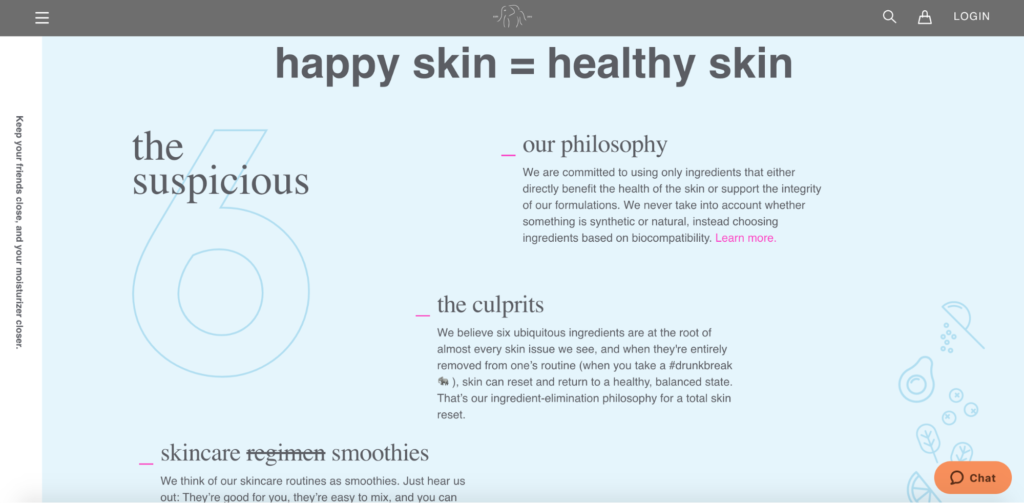 LOGIN
happy skin = healthy skin
Keep your friends close, and your moisturizer closer.
6
the
suspicious
our philosophy
We are committed to using only ingredients that either
directly benefit the health of the skin or support the integrity
of our formulations. We never take into account whether
something is synthetic or natural, instead choosing
ingredients based on biocompatibility. Learn more.
the culprits
We believe six ubiquitous ingredients are at the root of
almost every skin issue we see, and when they're entirely
removed from one's routine (when you take a #drunkbreak
🐘 ), skin can reset and return to a healthy, balanced state.
That's our ingredient-elimination philosophy for a total skin
reset.
skincare regimen smoothies
We think of our skincare routines as smoothies. Just hear us
out: They're good for you, they're easy to mix, and you can
Chat